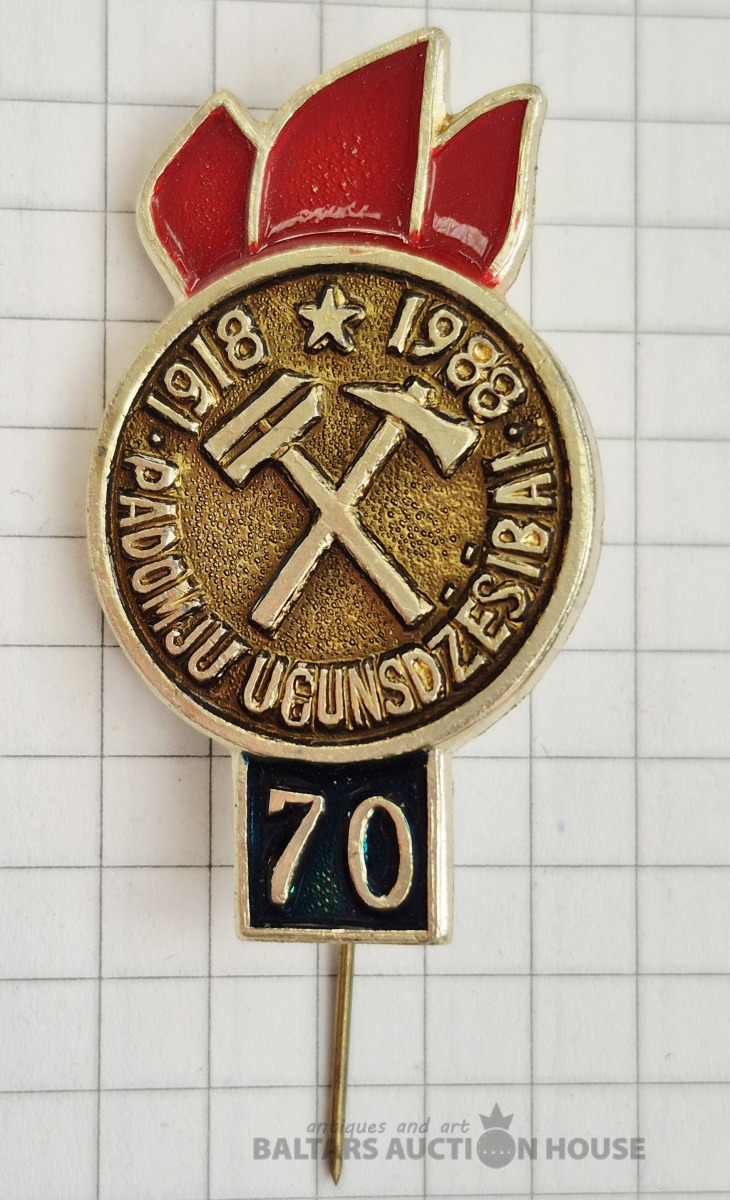 1918 ★ 1988
· PADOMJU UGUNSDZĒSĪBAI ·
70
antiques and art
BALTARS AUCTION HOUSE